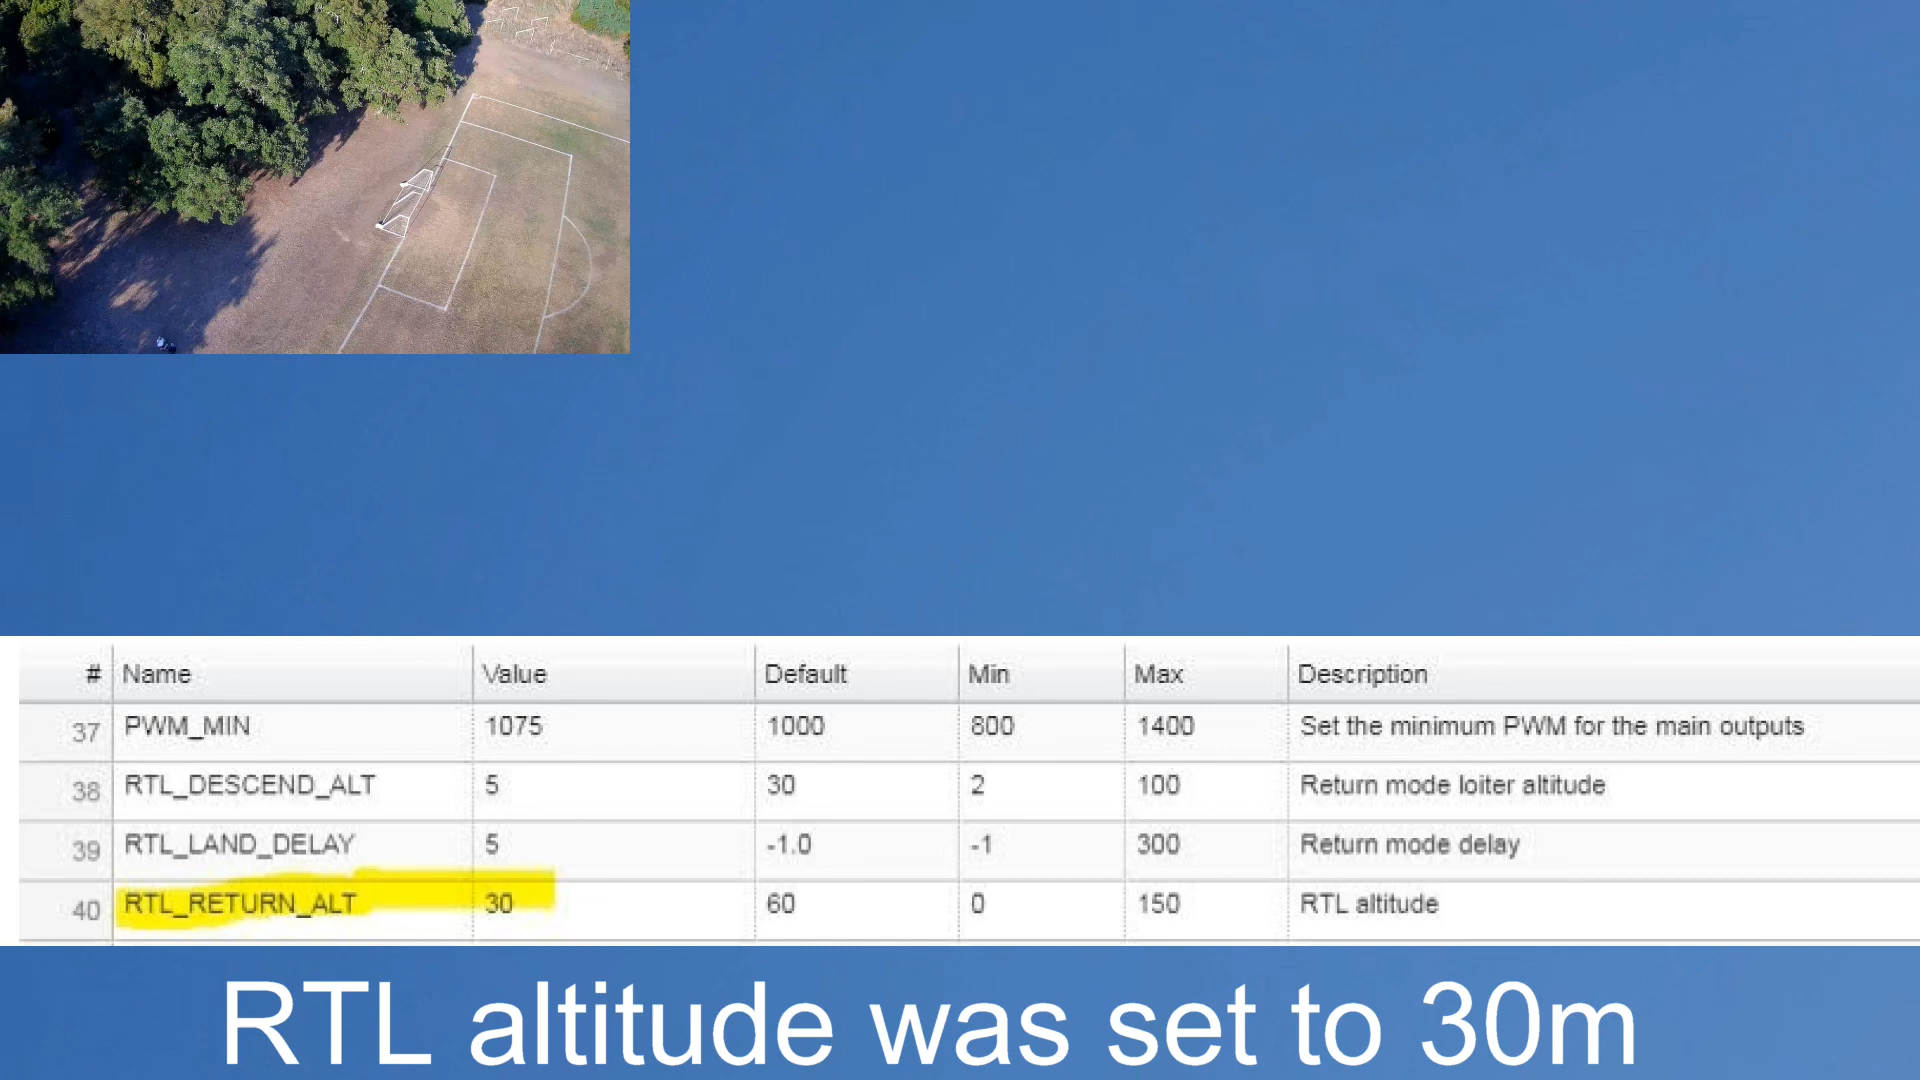 # Name Value Default Min Max Description
37 PWM_MIN 1075 1000 800 1400 Set the minimum PWM for the main outputs
38 RTL_DESCEND_ALT 5 30 2 100 Return mode loiter altitude
39 RTL_LAND_DELAY 5 -1.0 -1 300 Return mode delay
40 RTL_RETURN_ALT 30 60 0 150 RTL altitude
RTL altitude was set to 30m